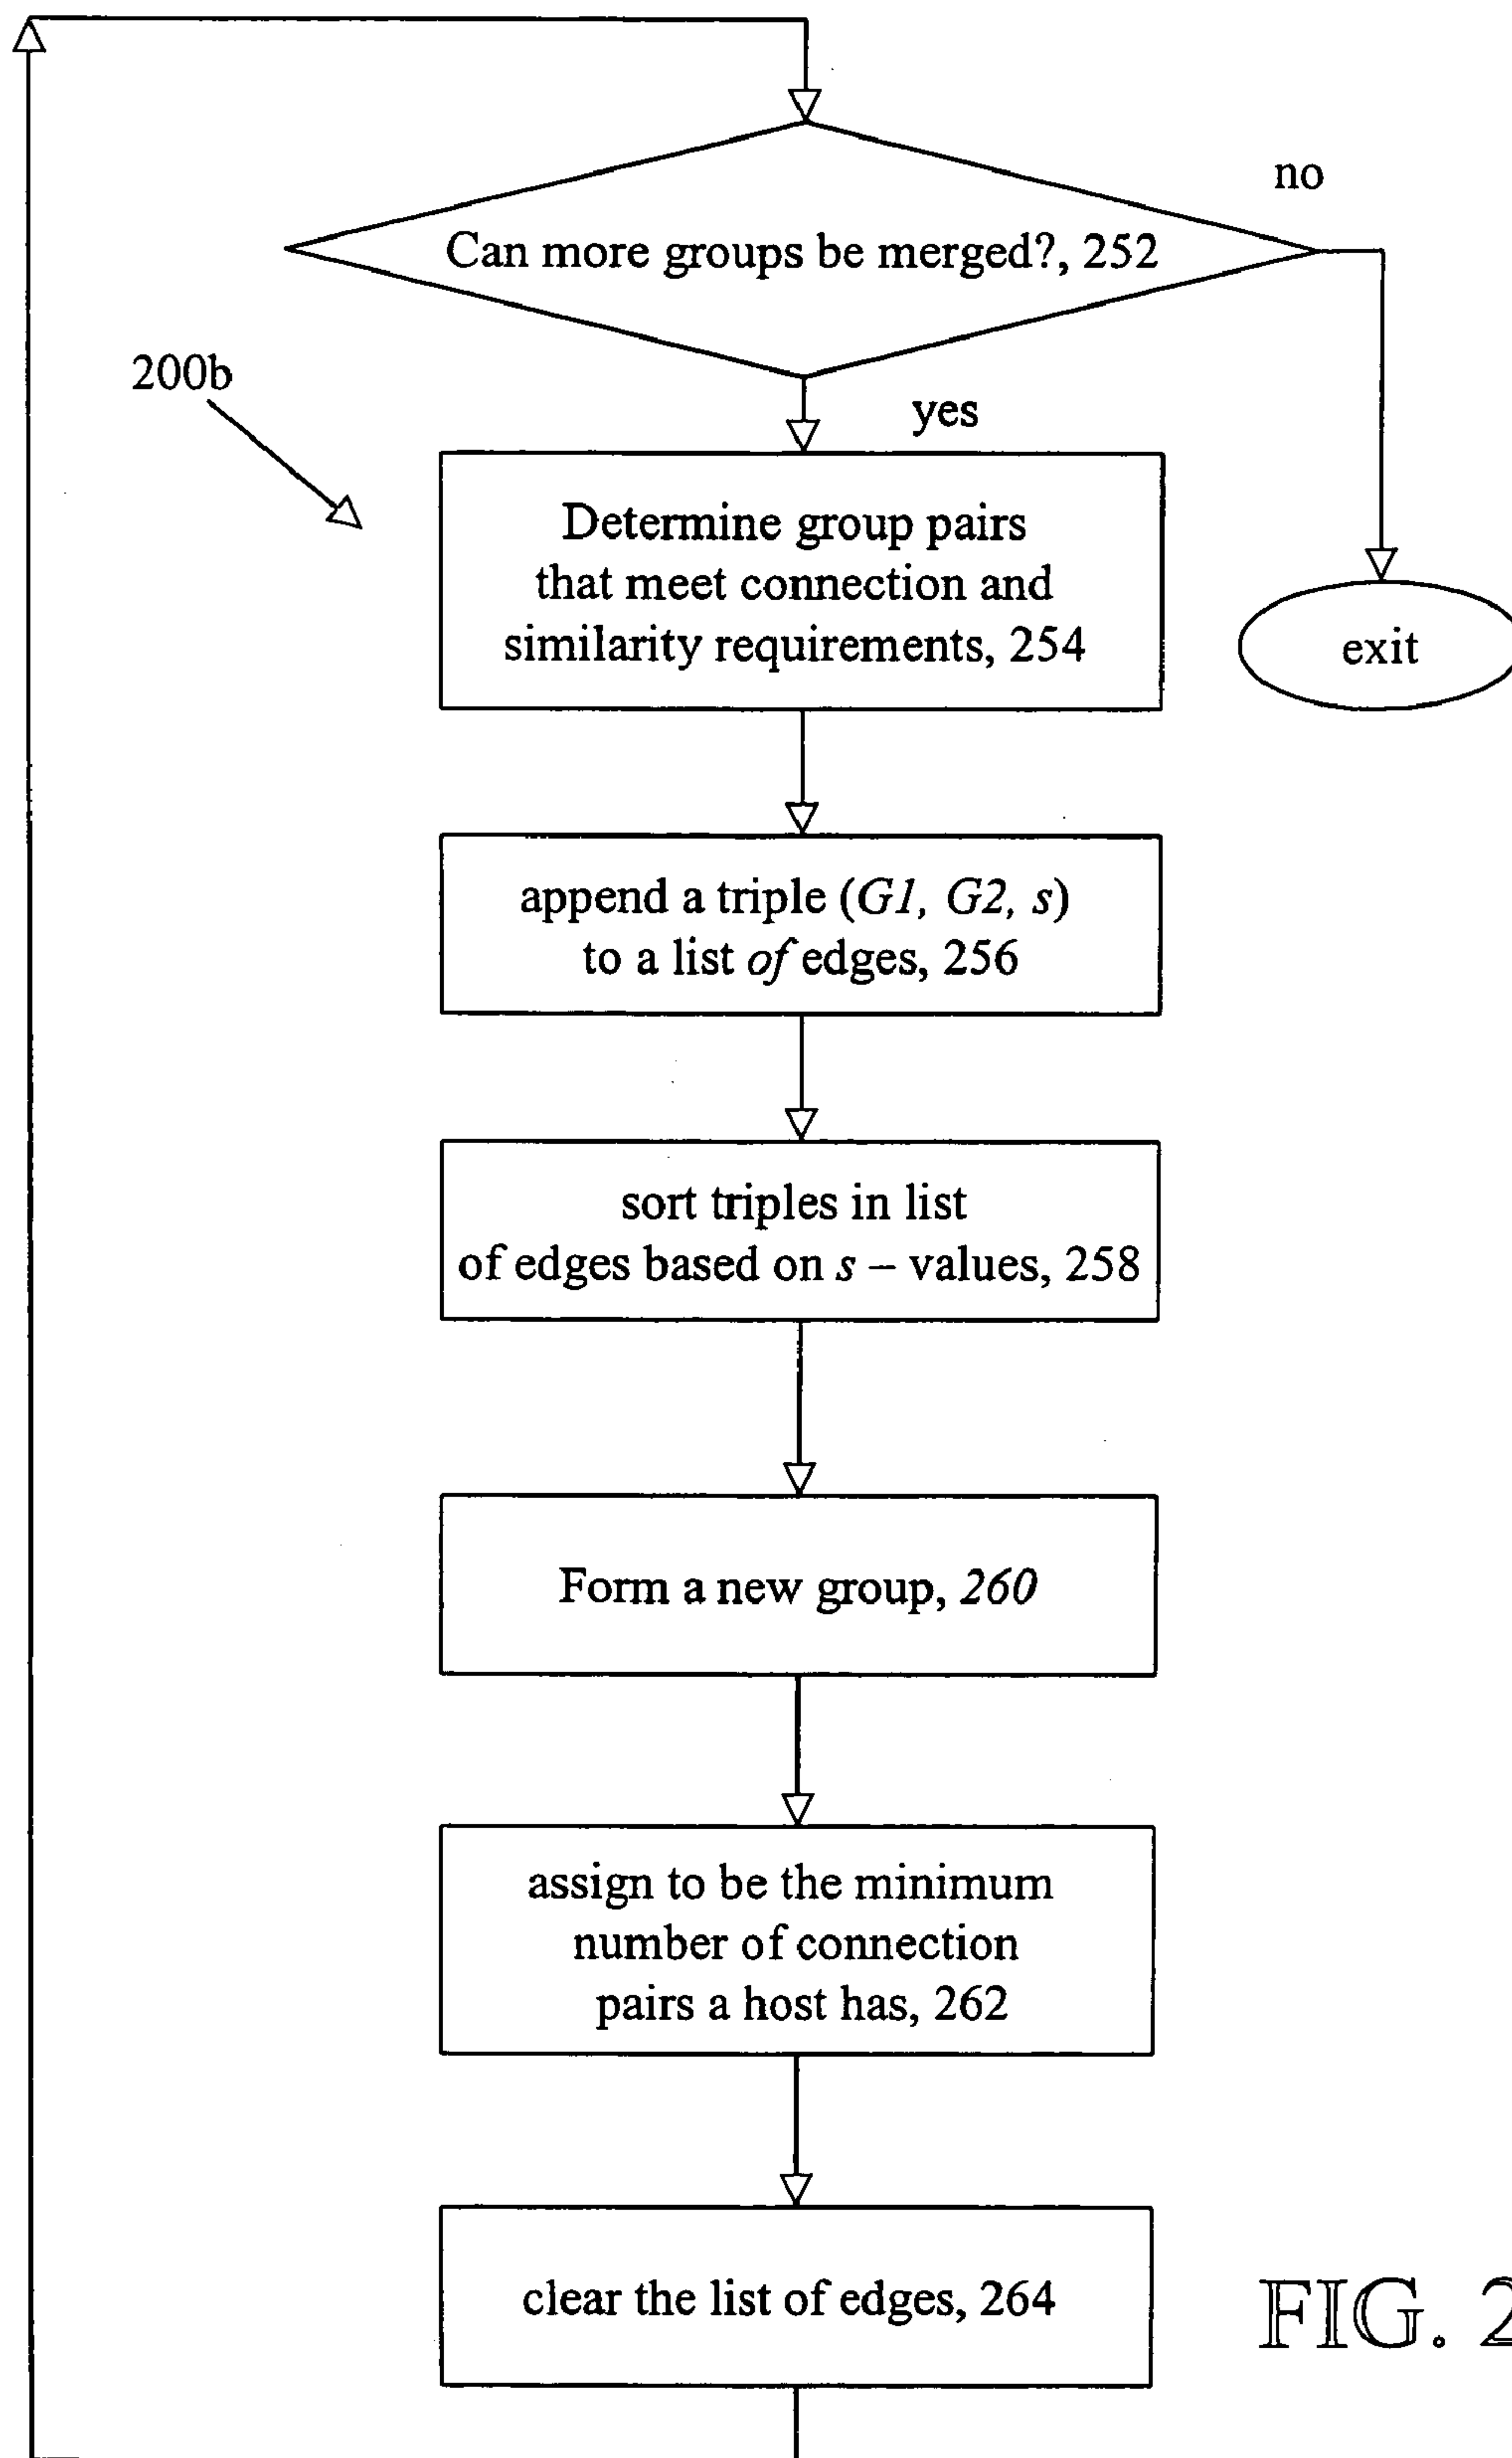 no
Can more groups be merged?, 252
200b
yes
Determine group pairs
that meet connection and
similarity requirements, 254
exit
append a triple (G1, G2, s)
to a list of edges, 256
sort triples in list
of edges based on s – values, 258
Form a new group, 260
assign to be the minimum
number of connection
pairs a host has, 262
clear the list of edges, 264
FIG. 2